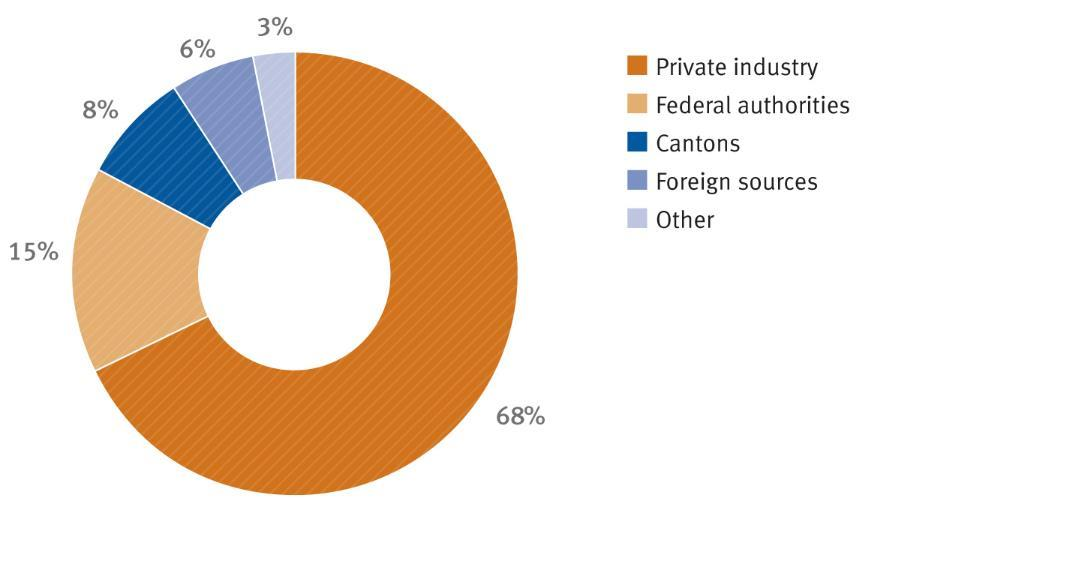 3%
6%
8%
15%
68%
Private industry
Federal authorities
Cantons
Foreign sources
Other